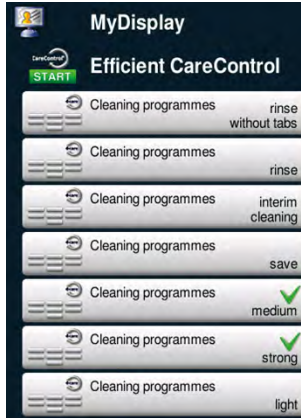 MyDisplay
CareControl
START
Efficient CareControl
Cleaning programmes
rinse
without tabs
Cleaning programmes
rinse
Cleaning programmes
interim
cleaning
Cleaning programmes
save
Cleaning programmes
medium
Cleaning programmes
strong
Cleaning programmes
light